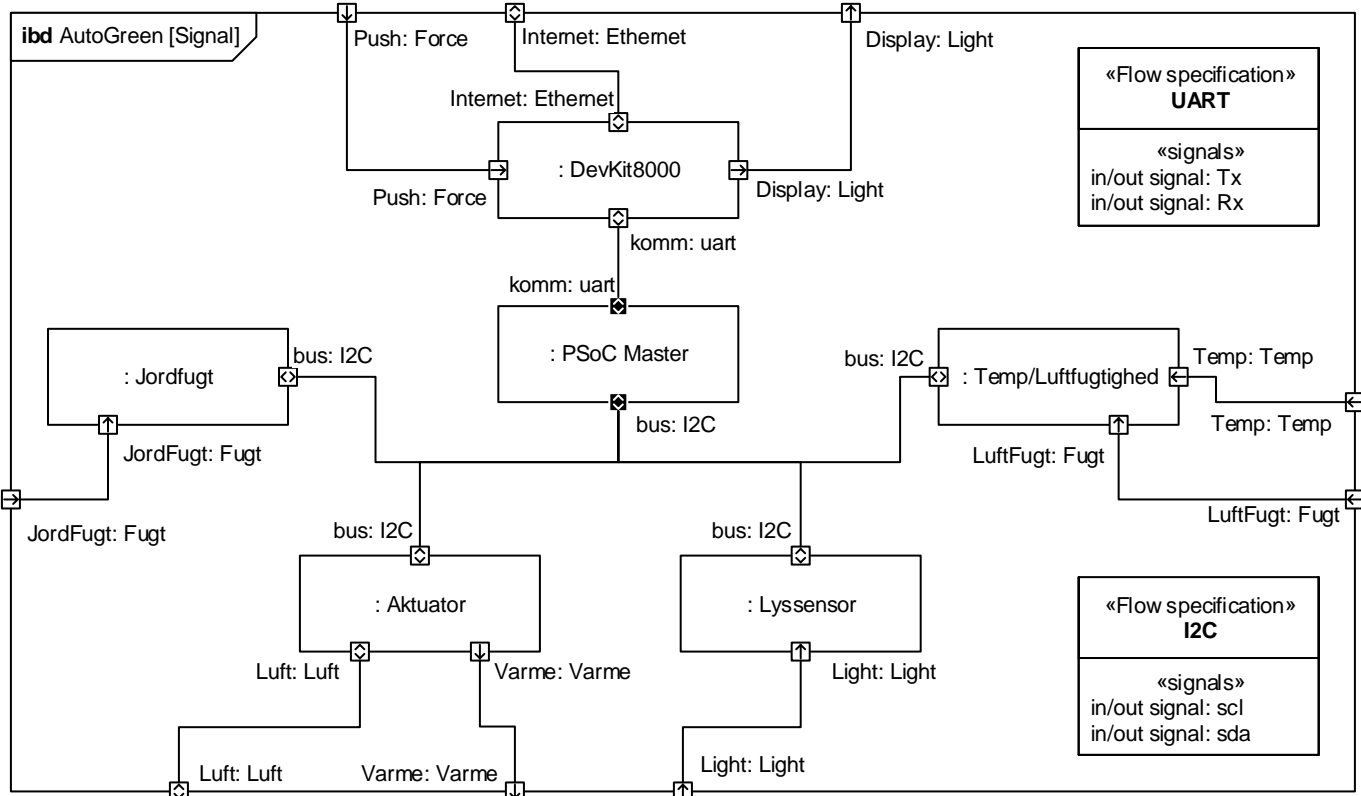 ibd AutoGreen [Signal]
Push: Force
Internet: Ethernet
Display: Light
Internet: Ethernet
: DevKit8000
Push: Force
Display: Light
komm: uart
«Flow specification»
UART
«signals»
in/out signal: Tx
in/out signal: Rx
komm: uart
: PSoC Master
bus: I2C
bus: I2C
: Jordfugt
JordFugt: Fugt
JordFugt: Fugt
bus: I2C
: Temp/Luftfugtighed
Temp: Temp
Temp: Temp
LuftFugt: Fugt
LuftFugt: Fugt
bus: I2C
: Aktuator
Luft: Luft
Varme: Varme
Luft: Luft
Varme: Varme
bus: I2C
: Lyssensor
Light: Light
Light: Light
«Flow specification»
I2C
«signals»
in/out signal: scl
in/out signal: sda